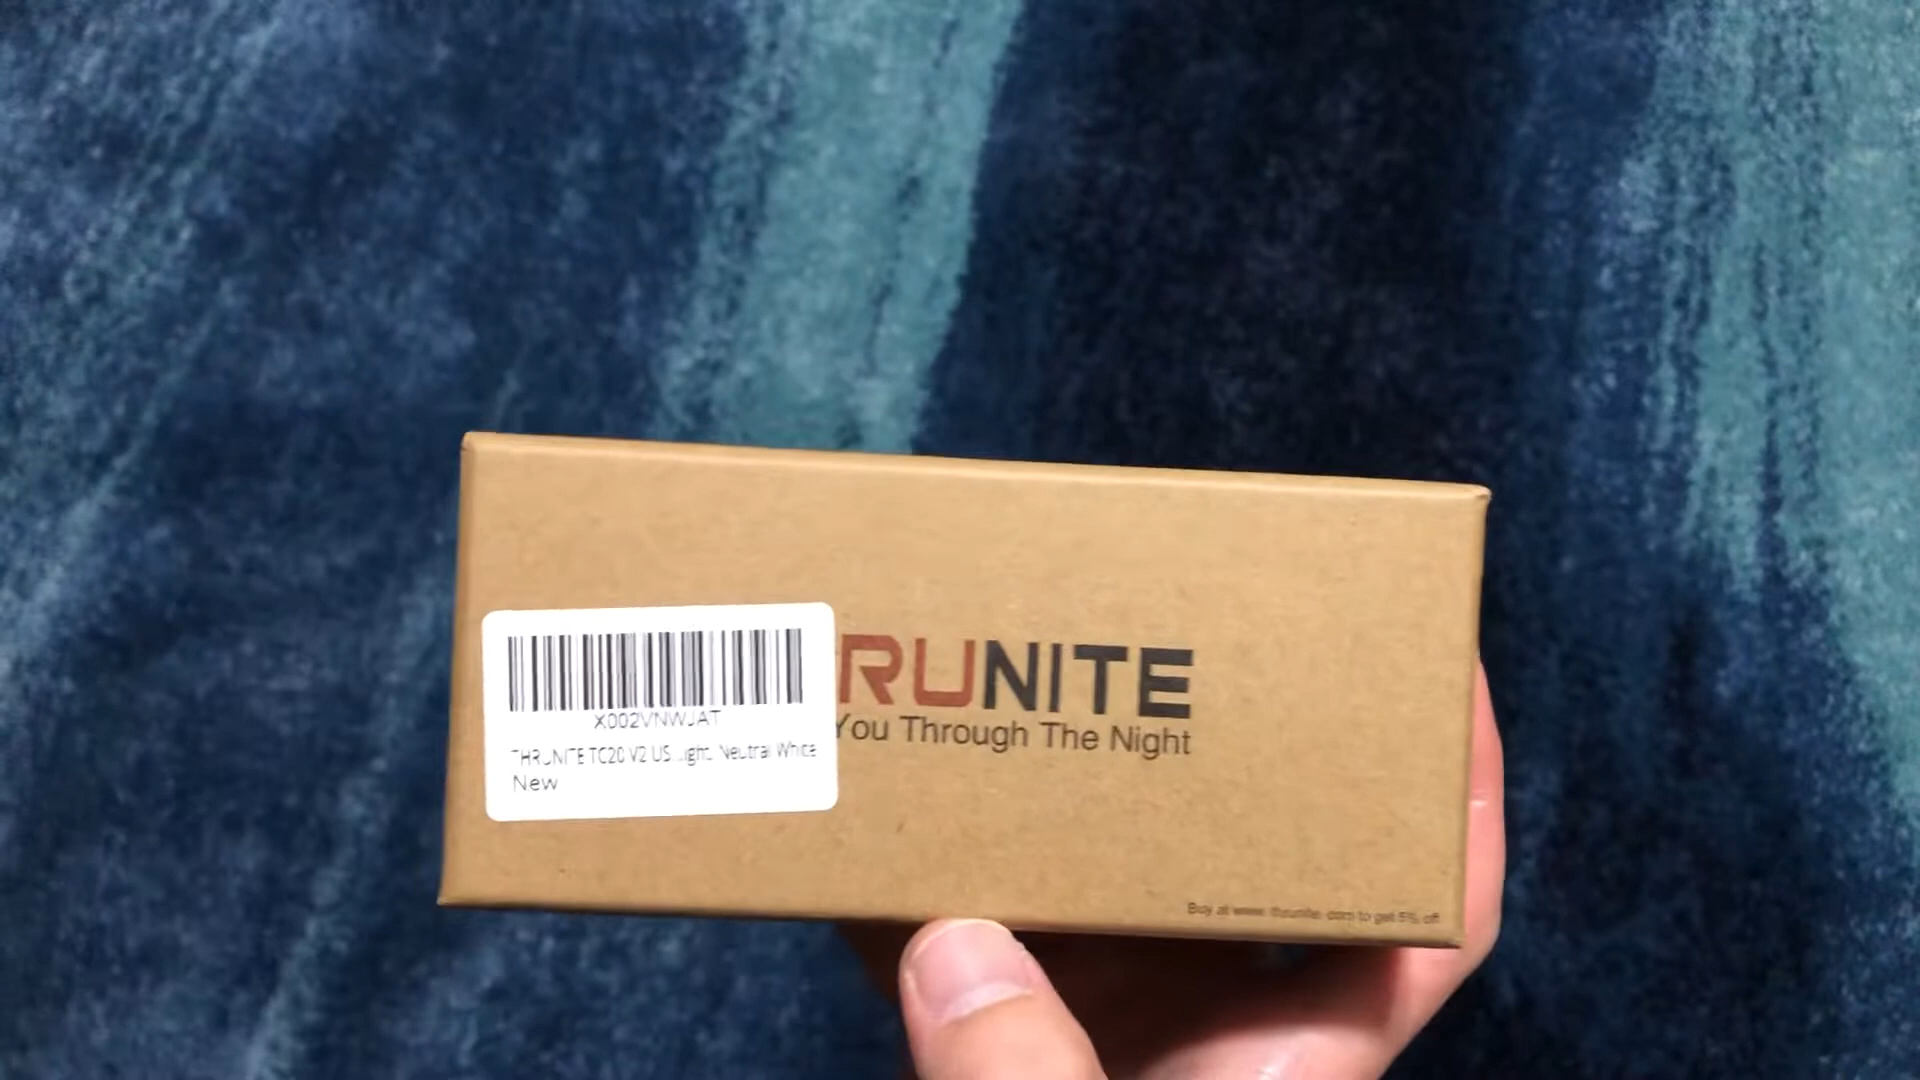 RUNITE
You Through The Night
X002VNWJAT
THRUNITE TC20 V2 US Light, Neutral White
New
Buy at www.thrunite.com to get 5% off